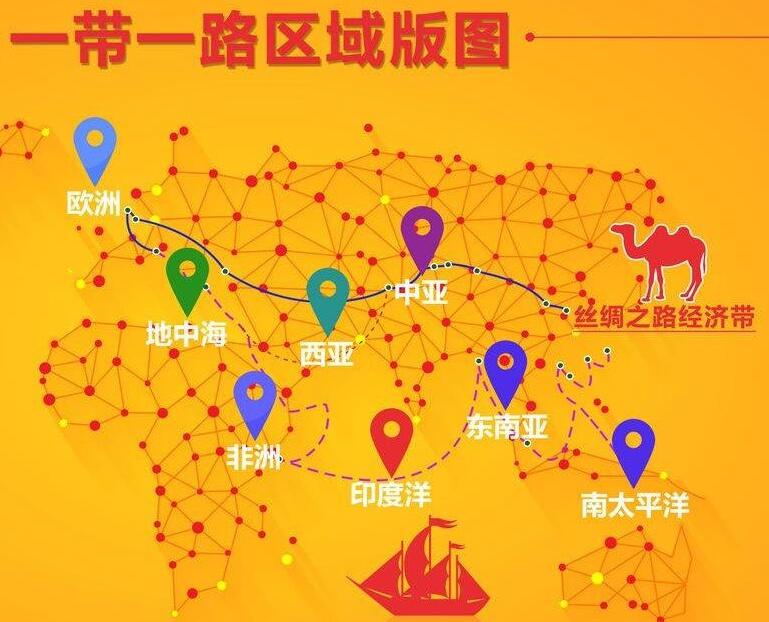 一带一路区域版图
欧洲
中亚
丝绸之路经济带
地中海
西亚
东南亚
非洲
印度洋
南太平洋